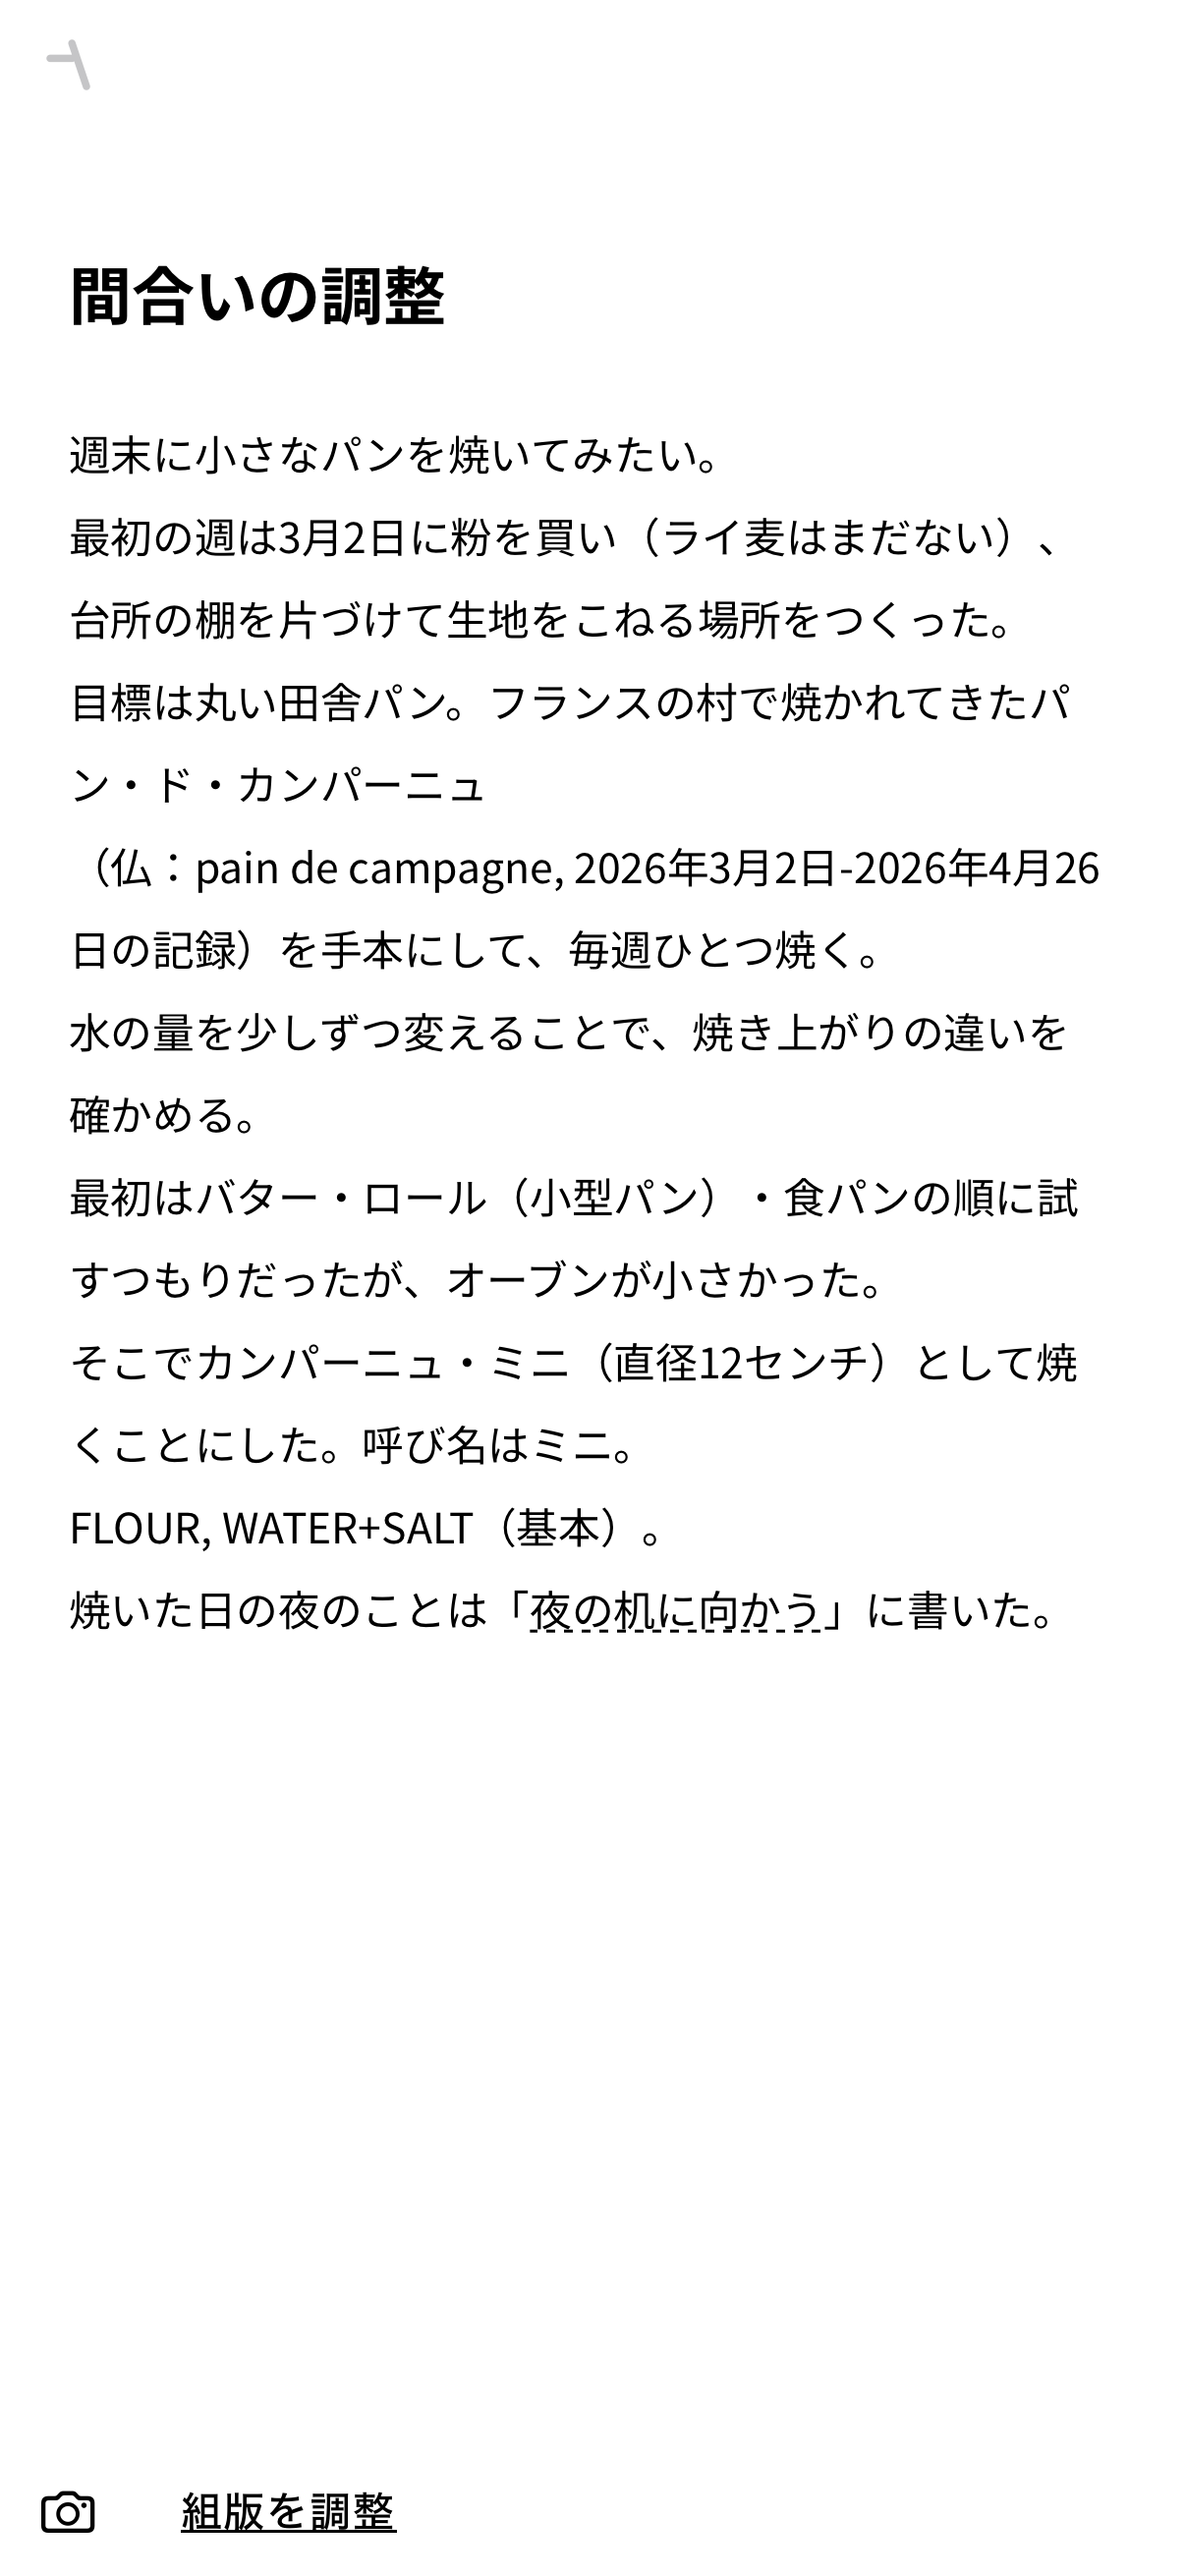 間合いの調整
週末に小さなパンを焼いてみたい。
最初の週は3月2日に粉を買い（ライ麦はまだない）、
台所の棚を片づけて生地をこねる場所をつくった。
目標は丸い田舎パン。フランスの村で焼かれてきたパ
ン・ド・カンパーニュ
（仏：pain de campagne, 2026年3月2日-2026年4月26
日の記録）を手本にして、毎週ひとつ焼く。
水の量を少しずつ変えることで、焼き上がりの違いを
確かめる。
最初はバター・ロール（小型パン）・食パンの順に試
すつもりだったが、オーブンが小さかった。
そこでカンパーニュ・ミニ（直径12センチ）として焼
くことにした。呼び名はミニ。
FLOUR, WATER+SALT（基本）。
焼いた日の夜のことは「夜の机に向かう」に書いた。
組版を調整